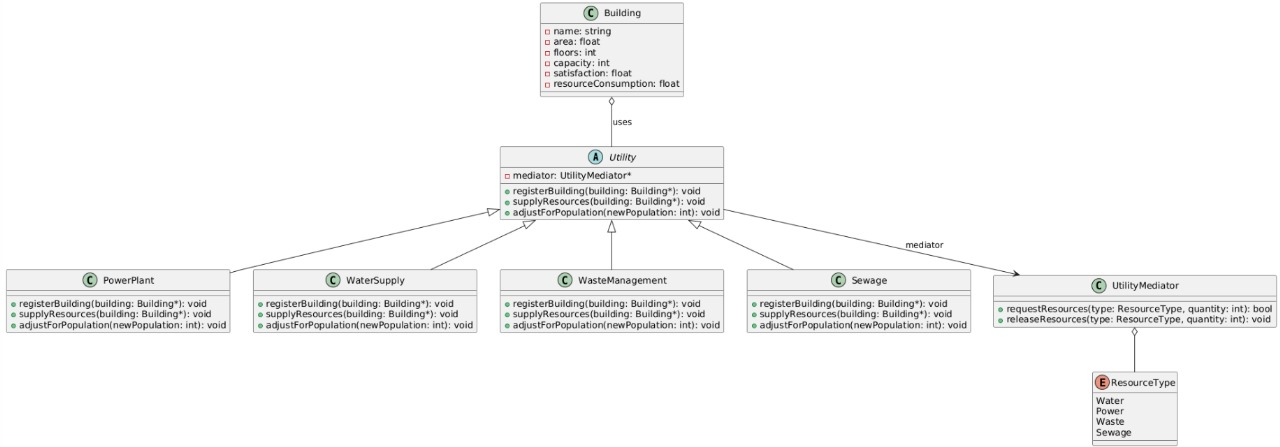 C Building
name: string
area: float
floors: int
capacity: int
satisfaction: float
resourceConsumption: float
uses
A Utility
mediator: UtilityMediator*
registerBuilding(building: Building*): void
supplyResources(building: Building*): void
adjustForPopulation(newPopulation: int): void
mediator
C PowerPlant
registerBuilding(building: Building*): void
supplyResources(building: Building*): void
adjustForPopulation(newPopulation: int): void
C WaterSupply
registerBuilding(building: Building*): void
supplyResources(building: Building*): void
adjustForPopulation(newPopulation: int): void
C WasteManagement
registerBuilding(building: Building*): void
supplyResources(building: Building*): void
adjustForPopulation(newPopulation: int): void
C Sewage
registerBuilding(building: Building*): void
supplyResources(building: Building*): void
adjustForPopulation(newPopulation: int): void
C UtilityMediator
requestResources(type: ResourceType, quantity: int): bool
releaseResources(type: ResourceType, quantity: int): void
E ResourceType
Water
Power
Waste
Sewage